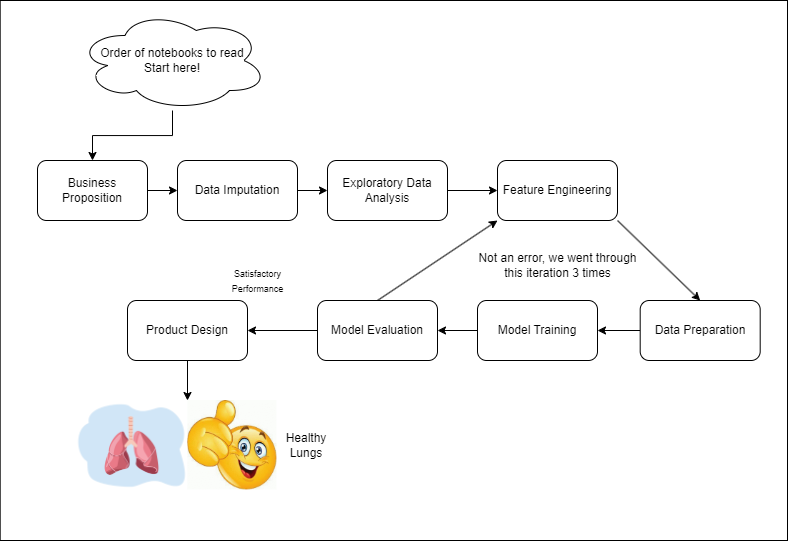 Order of notebooks to read
Start here!
Business
Proposition
Data Imputation
Exploratory Data
Analysis
Feature Engineering
Not an error, we went through
this iteration 3 times
Satisfactory
Performance
Product Design
Model Evaluation
Model Training
Data Preparation
Healthy
Lungs